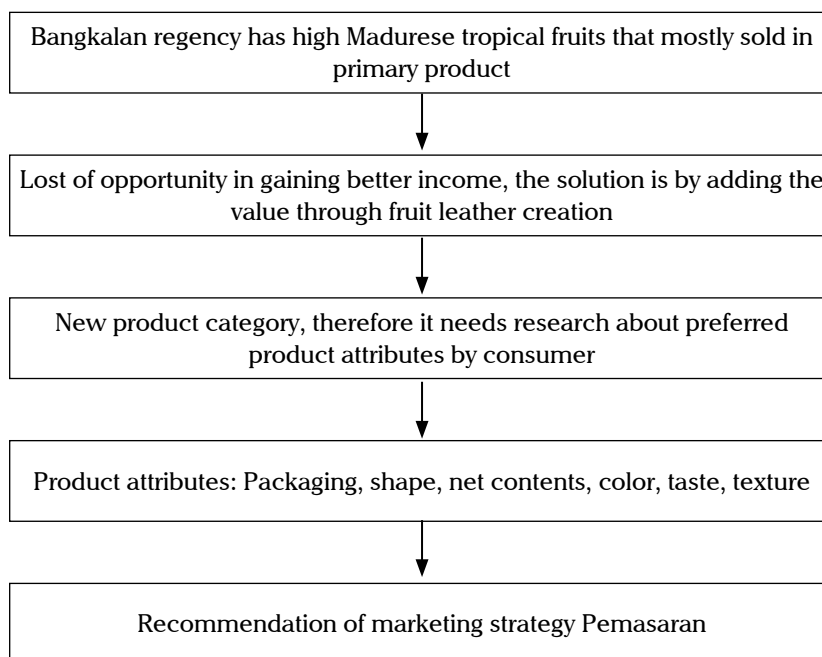 Bangkalan regency has high Madurese tropical fruits that mostly sold in
primary product
Lost of opportunity in gaining better income, the solution is by adding the
value through fruit leather creation
New product category, therefore it needs research about preferred
product attributes by consumer
Product attributes: Packaging, shape, net contents, color, taste, texture
Recommendation of marketing strategy Pemasaran